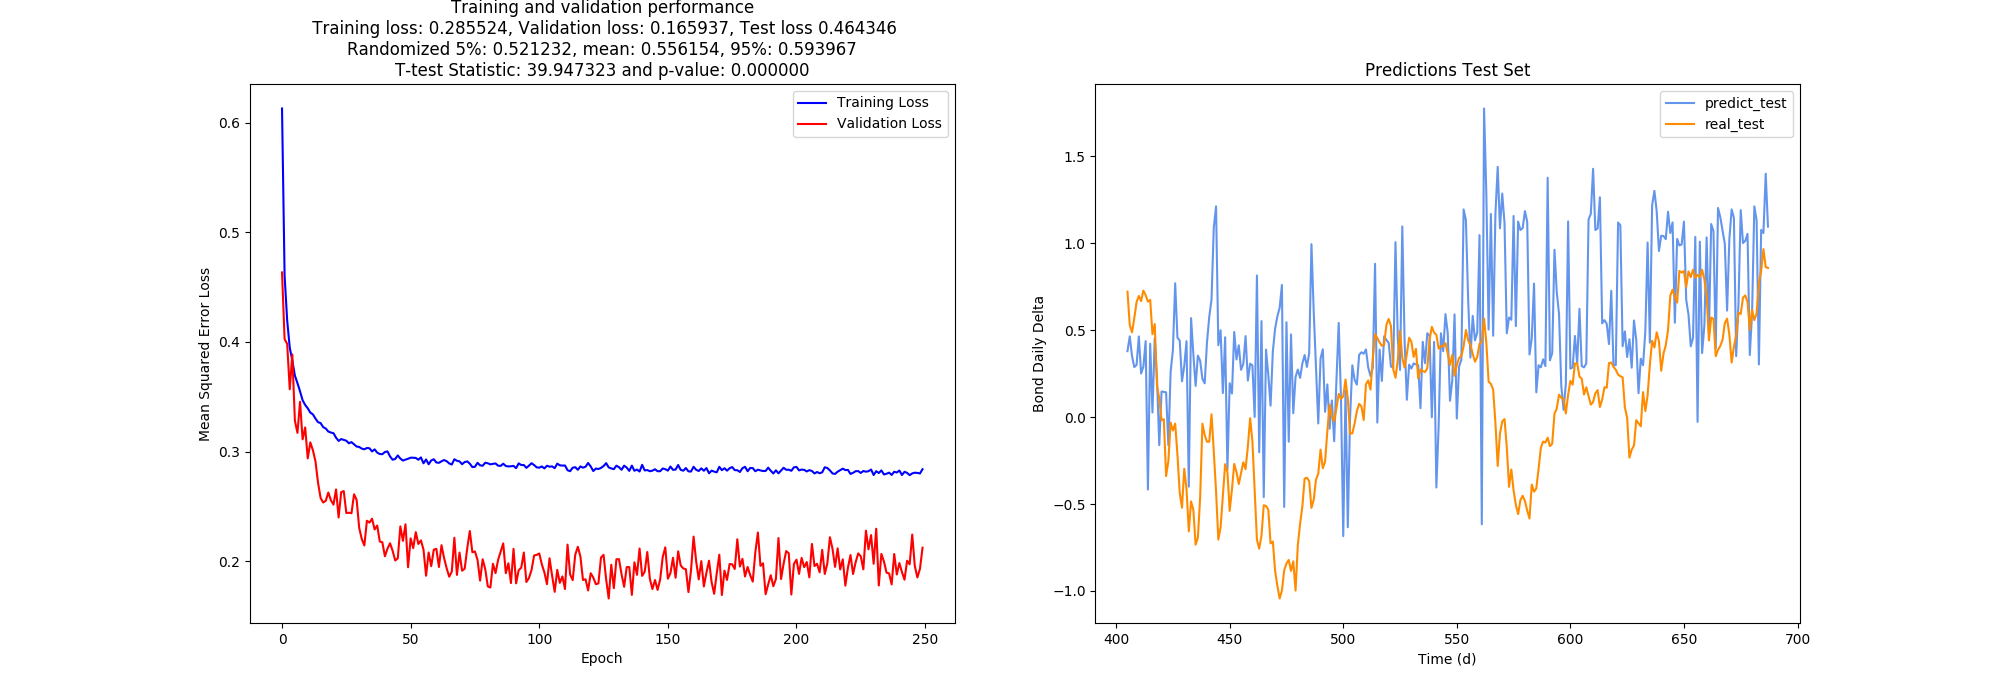 Training and validation performance
Training loss: 0.285524, Validation loss: 0.165937, Test loss 0.464346
Randomized 5%: 0.521232, mean: 0.556154, 95%: 0.593967
T-test Statistic: 39.947323 and p-value: 0.000000
Training Loss
Validation Loss
Mean Squared Error Loss
0.6
0.5
0.4
0.3
0.2
0
50
100
150
200
250
Epoch
Predictions Test Set
predict_test
real_test
Bond Daily Delta
1.5
1.0
0.5
0.0
−0.5
−1.0
400
450
500
550
600
650
700
Time (d)